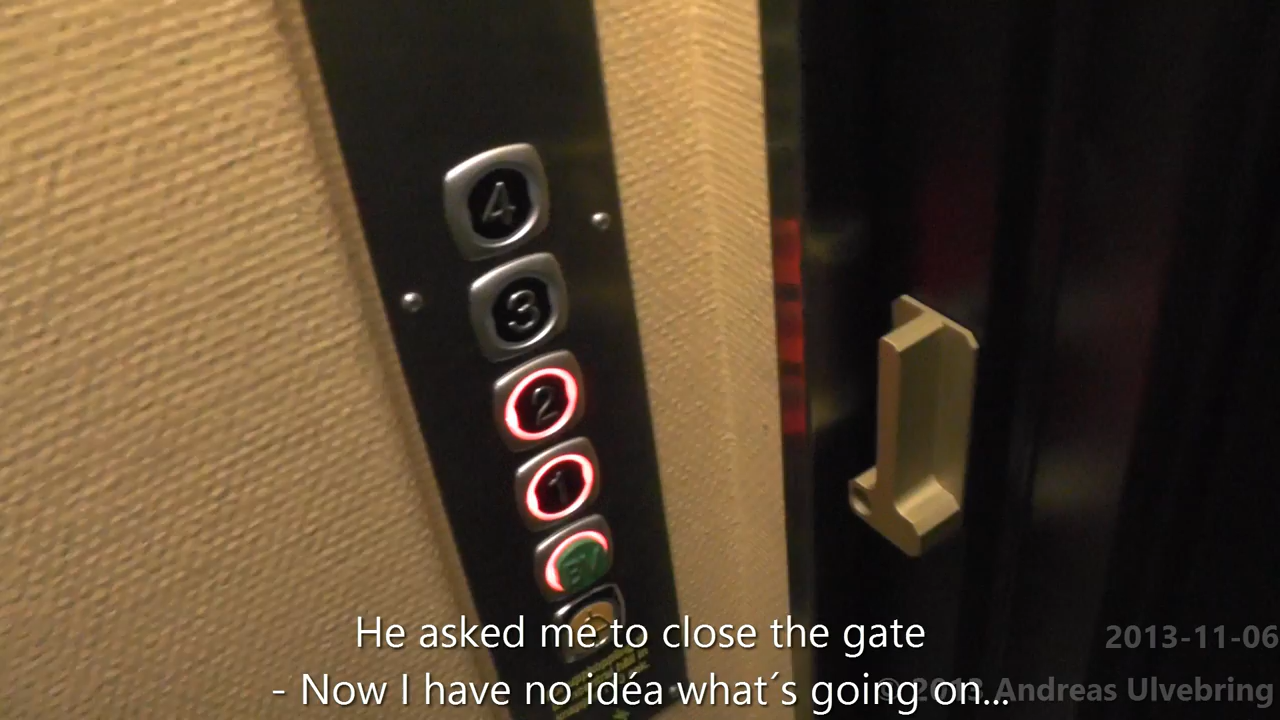 4
3
2
1
BV
He asked me to close the gate
2013-11-06
- Now I have no idéa what´s going on...
© 2013 Andreas Ulvebring